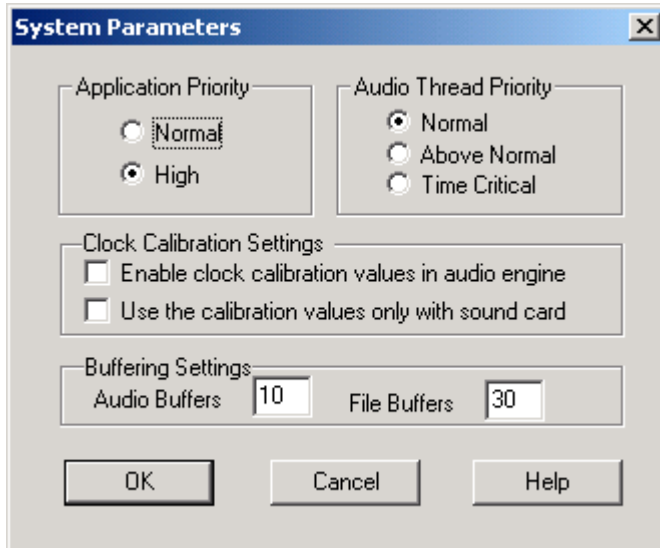 System Parameters
Application Priority
Normal
High
Audio Thread Priority
Normal
Above Normal
Time Critical
Clock Calibration Settings
Enable clock calibration values in audio engine
Use the calibration values only with sound card
Buffering Settings
Audio Buffers 10 File Buffers 30
OK Cancel Help